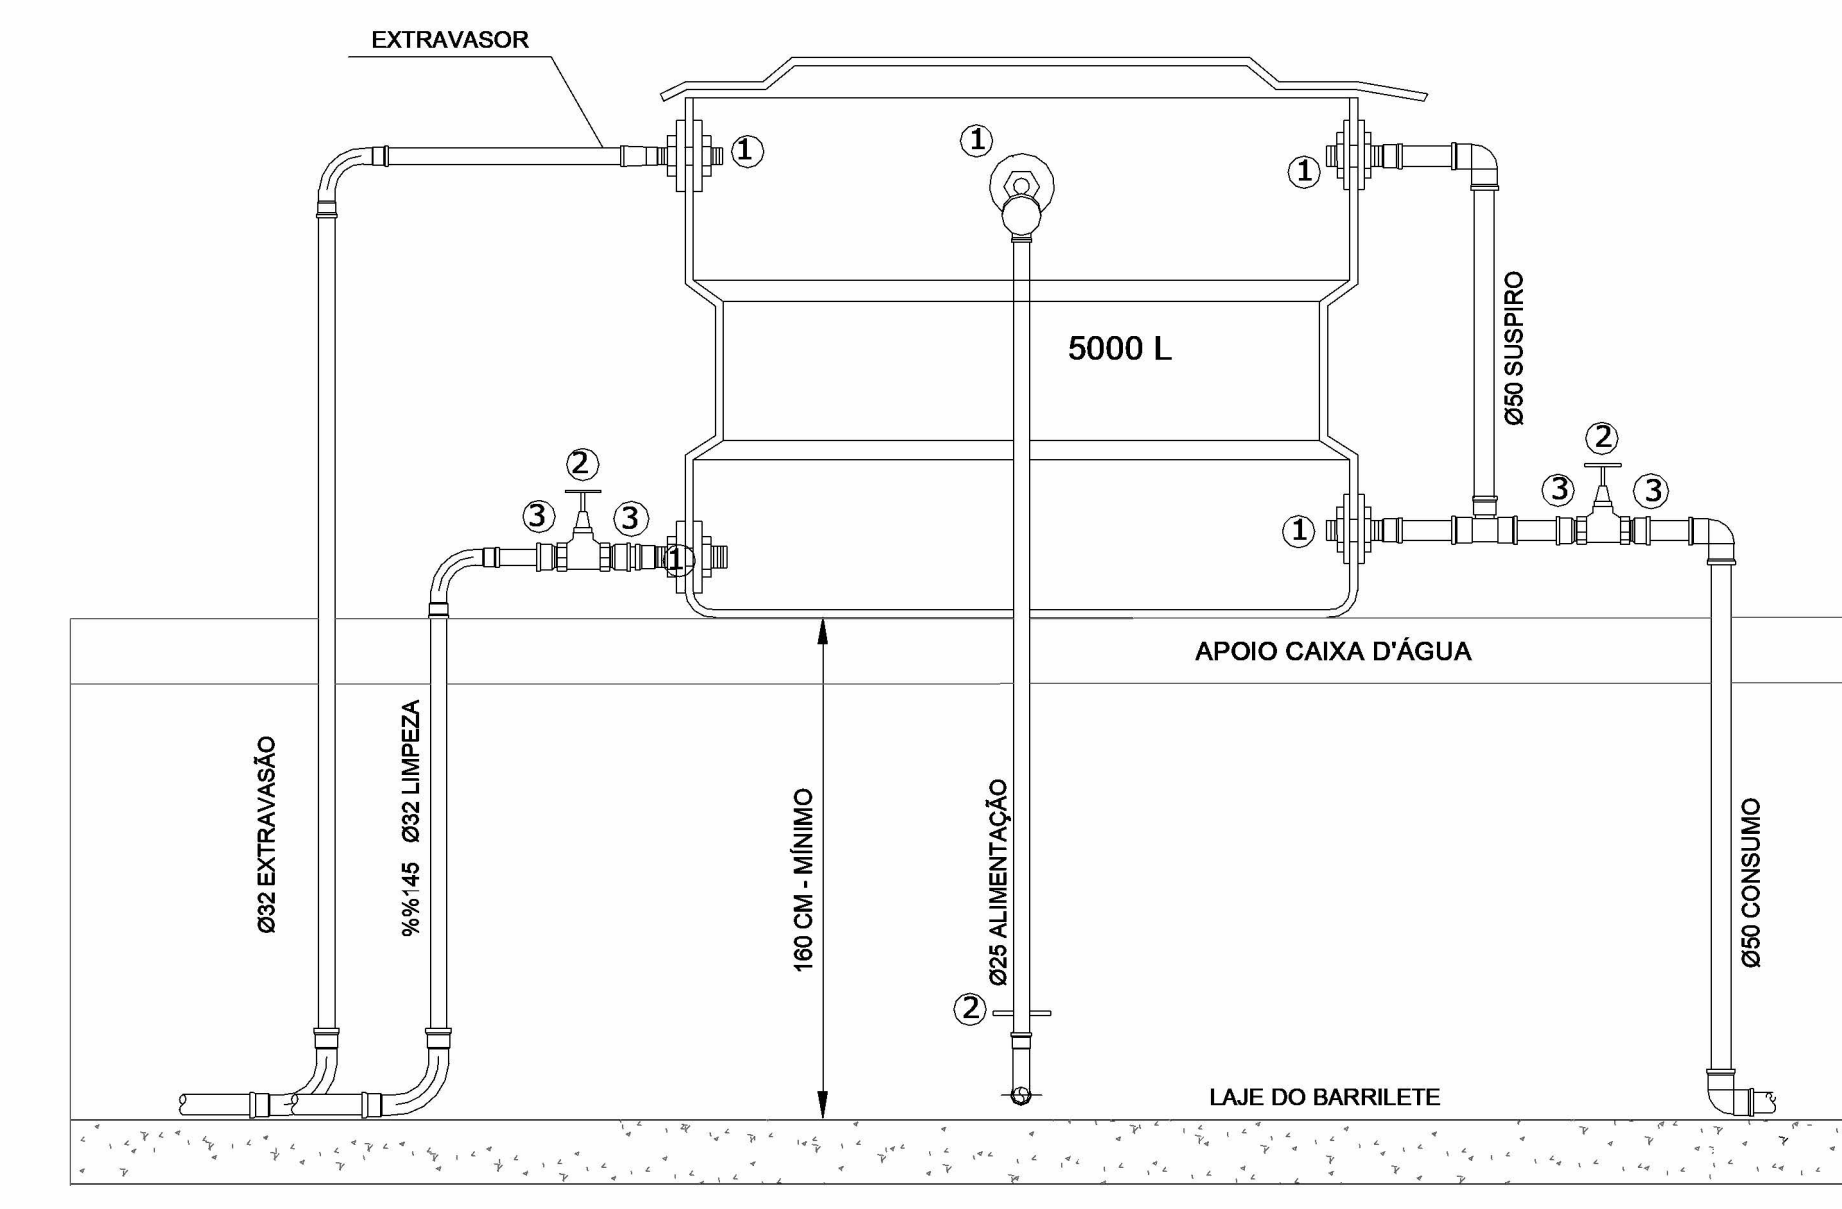 EXTRAVASOR
1
1
1
Ø50 SUSPIRO
5000 L
2
2
3
3
3
3
1
1
APOIO CAIXA D'ÁGUA
Ø32 EXTRAVASÃO
%%145 Ø32 LIMPEZA
160 CM - MÍNIMO
Ø25 ALIMENTAÇÃO
Ø50 CONSUMO
2
LAJE DO BARRILETE